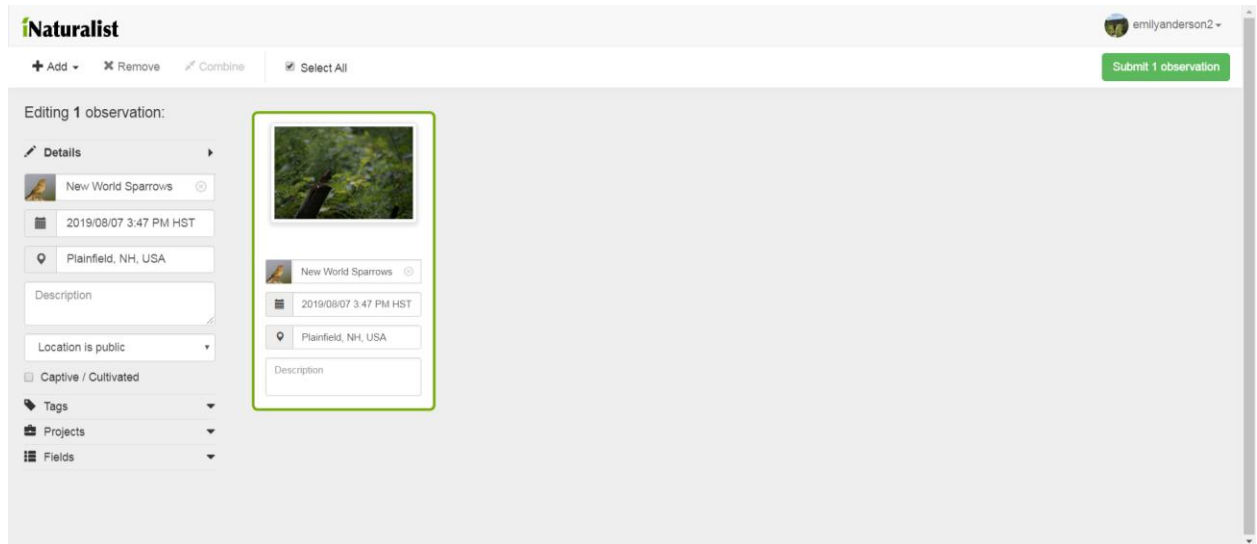 iNaturalist
emilyanderson2
Add
Remove
Combine
Select All
Submit 1 observation
Editing 1 observation:
Details
New World Sparrows
2019/08/07 3:47 PM HST
Plainfield, NH, USA
Description
Location is public
Captive / Cultivated
Tags
Projects
Fields
New World Sparrows
2019/08/07 3:47 PM HST
Plainfield, NH, USA
Description